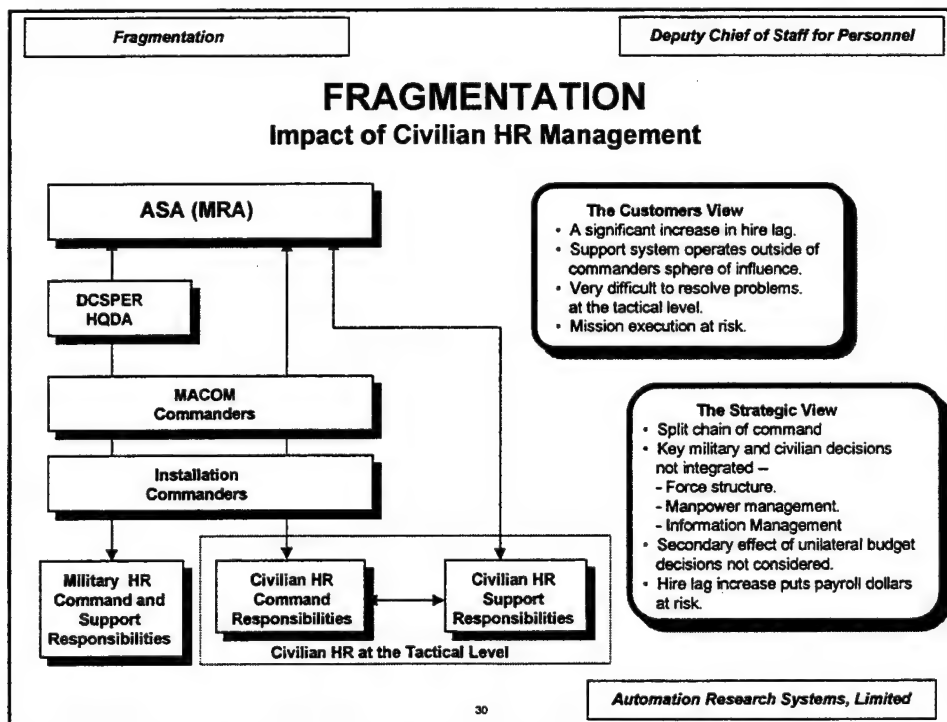 Fragmentation
Deputy Chief of Staff for Personnel
FRAGMENTATION
Impact of Civilian HR Management
ASA (MRA)
DCSPER
HQDA
MACOM
Commanders
Installation
Commanders
Military HR
Command and
Support
Responsibilities
Civilian HR
Command
Responsibilities
Civilian HR
Support
Responsibilities
Civilian HR at the Tactical Level
The Customers View
• A significant increase in hire lag.
• Support system operates outside of
commanders sphere of influence.
• Very difficult to resolve problems.
at the tactical level.
• Mission execution at risk.
The Strategic View
• Split chain of command
• Key military and civilian decisions
not integrated –
- Force structure.
- Manpower management.
- Information Management
• Secondary effect of unilateral budget
decisions not considered.
• Hire lag increase puts payroll dollars
at risk.
30
Automation Research Systems, Limited